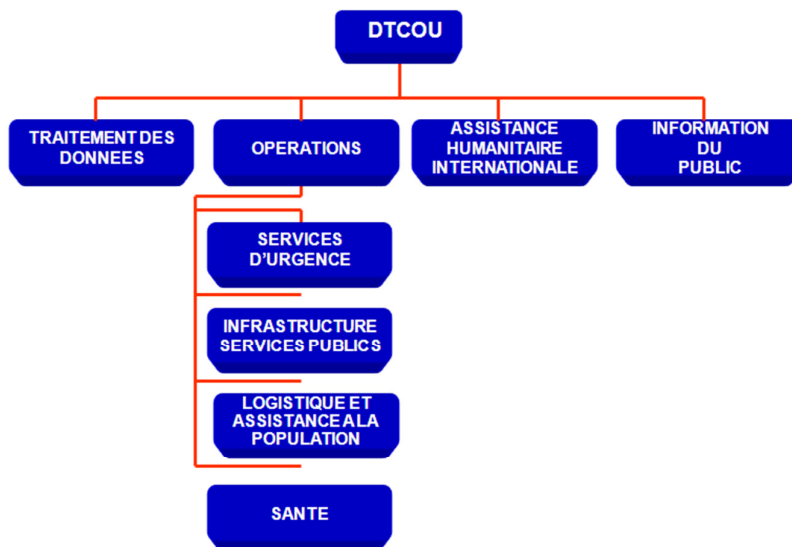 DTCOU
TRAITEMENT DES
DONNEES
OPERATIONS
ASSISTANCE
HUMANITAIRE
INTERNATIONALE
INFORMATION
DU
PUBLIC
SERVICES
D'URGENCE
INFRASTRUCTURE
SERVICES PUBLICS
LOGISTIQUE ET
ASSISTANCE A LA
POPULATION
SANTE